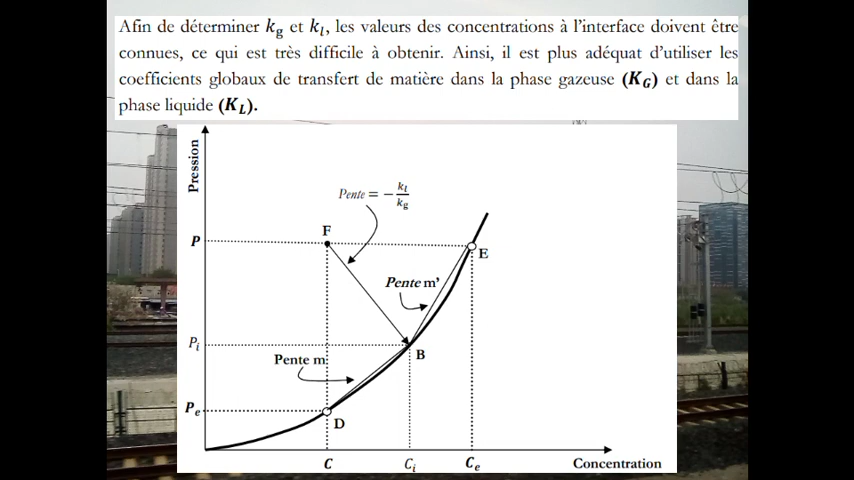 Afin de déterminer kg et kl, les valeurs des concentrations à l'interface doivent être
connues, ce qui est très difficile à obtenir. Ainsi, il est plus adéquat d'utiliser les
coefficients globaux de transfert de matière dans la phase gazeuse (KG) et dans la
phase liquide (KL).
Pression
Pente = − kl/kg
P
F
E
Pente m'
Pi
B
Pente m
Pe
D
C
Ci
Ce
Concentration